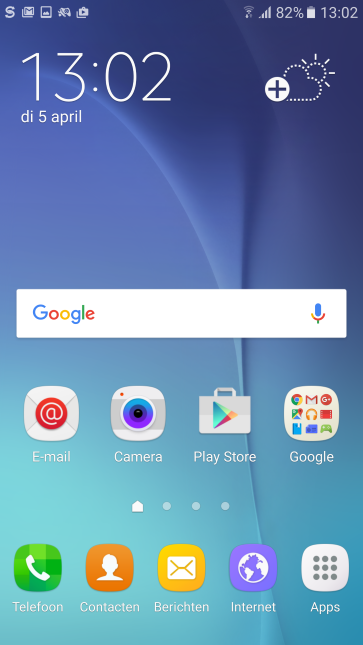 82% 13:02
13:02
di 5 april
Google
E-mail Camera Play Store Google
Telefoon Contacten Berichten Internet Apps